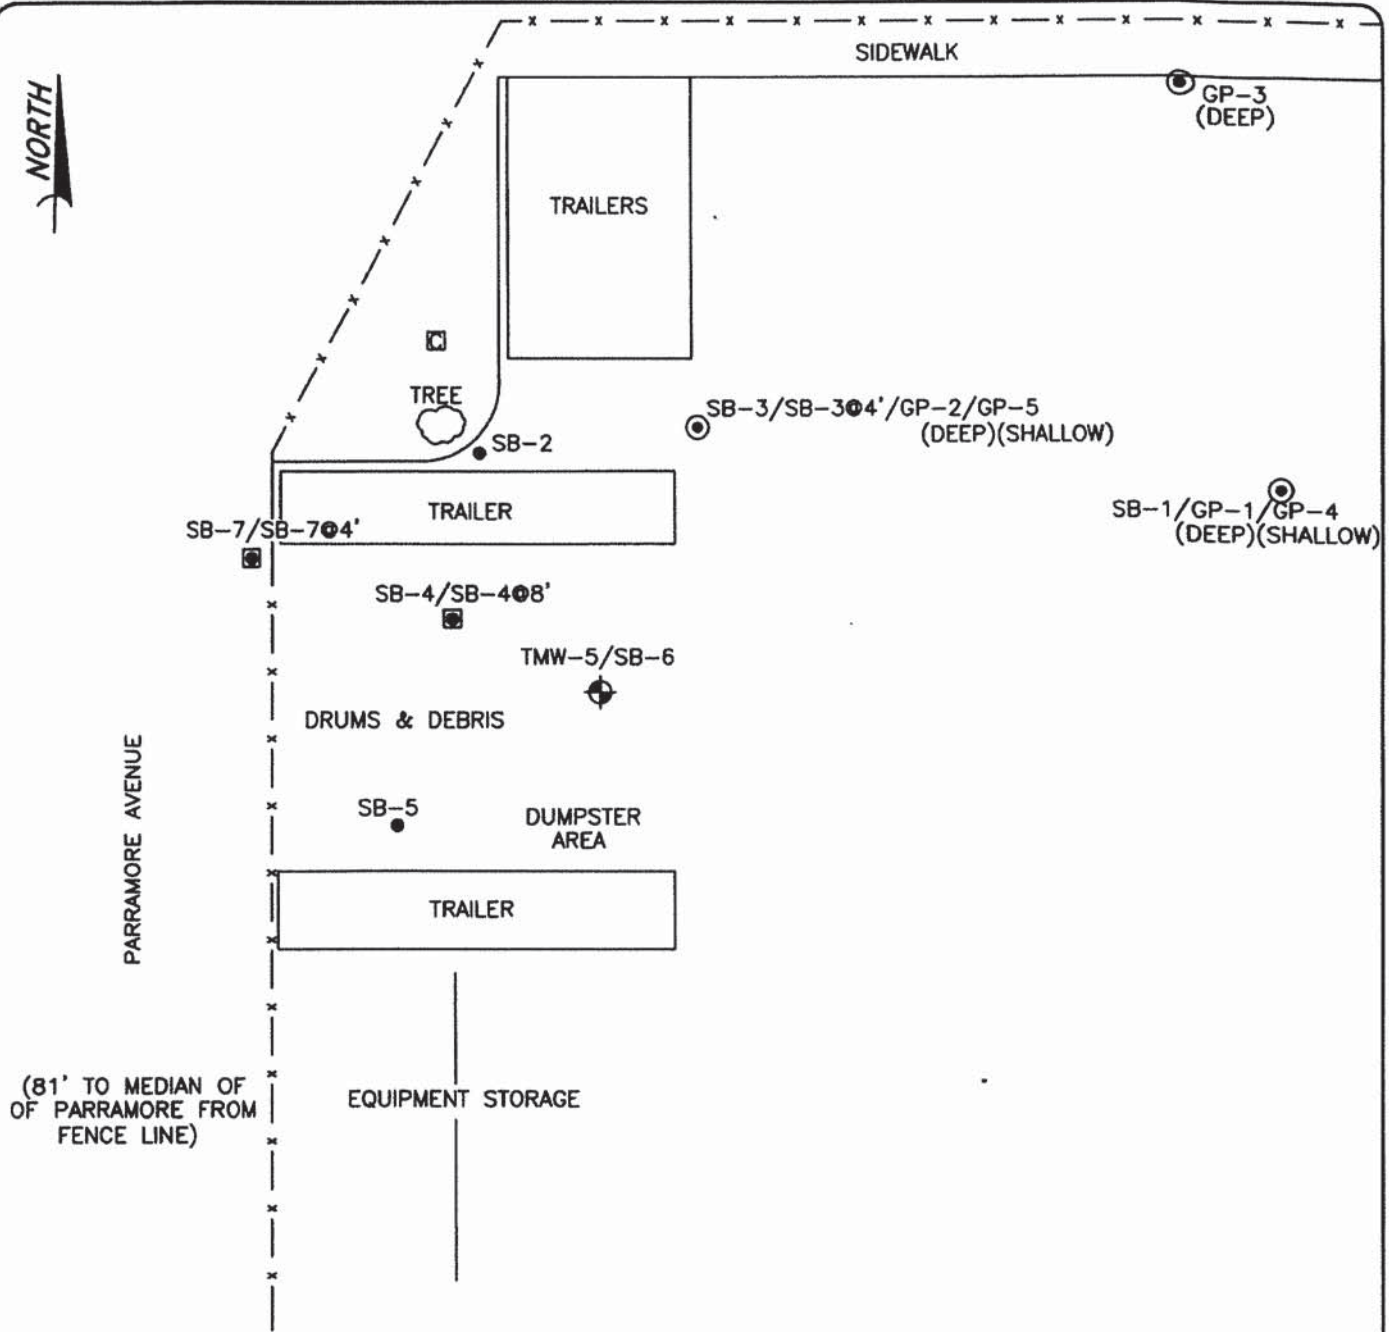 SIDEWALK
NORTH
GP-3
(DEEP)
TRAILERS
C
TREE
SB-3/SB-3@4'/GP-2/GP-5
(DEEP)(SHALLOW)
SB-2
TRAILER
SB-1/GP-1/GP-4
(DEEP)(SHALLOW)
SB-7/SB-7@4'
SB-4/SB-4@8'
TMW-5/SB-6
DRUMS & DEBRIS
PARRAMORE AVENUE
SB-5
DUMPSTER
AREA
TRAILER
(81' TO MEDIAN OF
OF PARRAMORE FROM
FENCE LINE)
EQUIPMENT STORAGE